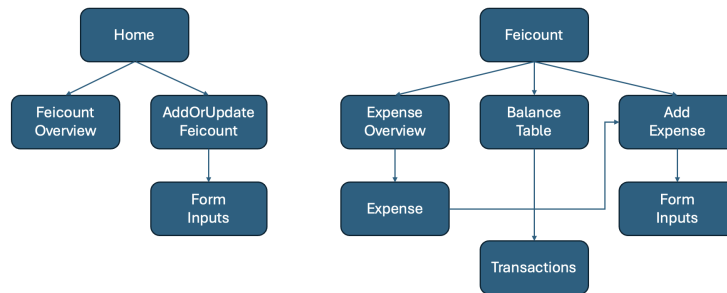 Home
Feicount
Feicount
Overview
AddOrUpdate
Feicount
Expense
Overview
Balance
Table
Add
Expense
Form
Inputs
Expense
Form
Inputs
Transactions